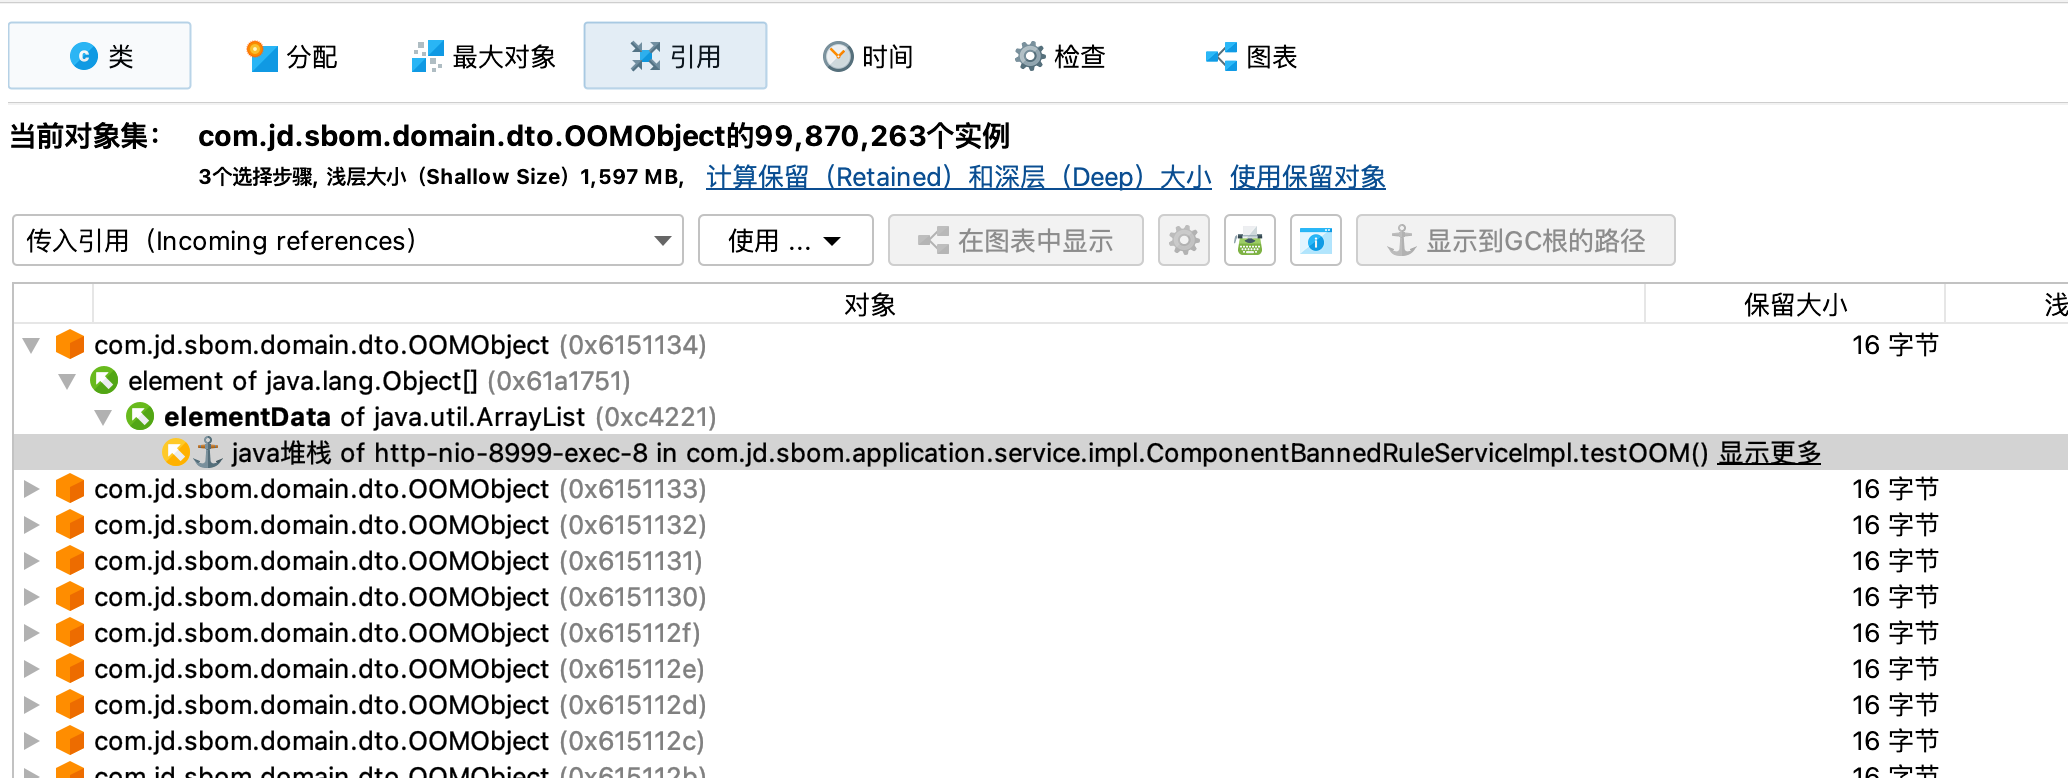 类 分配 最大对象 引用 时间 检查 图表
当前对象集： com.jd.sbom.domain.dto.OOMObject的99,870,263个实例
3个选择步骤, 浅层大小（Shallow Size）1,597 MB, 计算保留（Retained）和深层（Deep）大小 使用保留对象
传入引用（Incoming references） 使用 ... 在图表中显示 显示到GC根的路径
对象 保留大小 浅
com.jd.sbom.domain.dto.OOMObject (0x6151134) 16 字节
element of java.lang.Object[] (0x61a1751)
elementData of java.util.ArrayList (0xc4221)
java堆栈 of http-nio-8999-exec-8 in com.jd.sbom.application.service.impl.ComponentBannedRuleServiceImpl.testOOM() 显示更多
com.jd.sbom.domain.dto.OOMObject (0x6151133) 16 字节
com.jd.sbom.domain.dto.OOMObject (0x6151132) 16 字节
com.jd.sbom.domain.dto.OOMObject (0x6151131) 16 字节
com.jd.sbom.domain.dto.OOMObject (0x6151130) 16 字节
com.jd.sbom.domain.dto.OOMObject (0x615112f) 16 字节
com.jd.sbom.domain.dto.OOMObject (0x615112e) 16 字节
com.jd.sbom.domain.dto.OOMObject (0x615112d) 16 字节
com.jd.sbom.domain.dto.OOMObject (0x615112c) 16 字节
com.jd.sbom.domain.dto.OOMObject (0x615112b) 16 字节